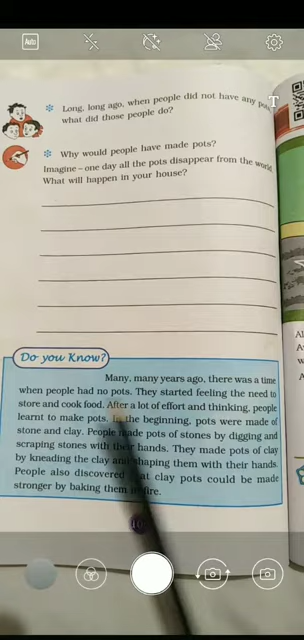 Auto
Long, long ago, when people did not have any
what did those people do?
T
Why would people have made pots?
Imagine – one day all the pots disappear from the world.
What will happen in your house?
Do you Know?
Many, many years ago, there was a time
when people had no pots. They started feeling the need to
store and cook food. After a lot of effort and thinking, people
learnt to make pots. In the beginning, pots were made of
stone and clay. People made pots of stones by digging and
scraping stones with their hands. They made pots of clay
by kneading the clay and shaping them with their hands.
People also discovered that clay pots could be made
stronger by baking them in fire.